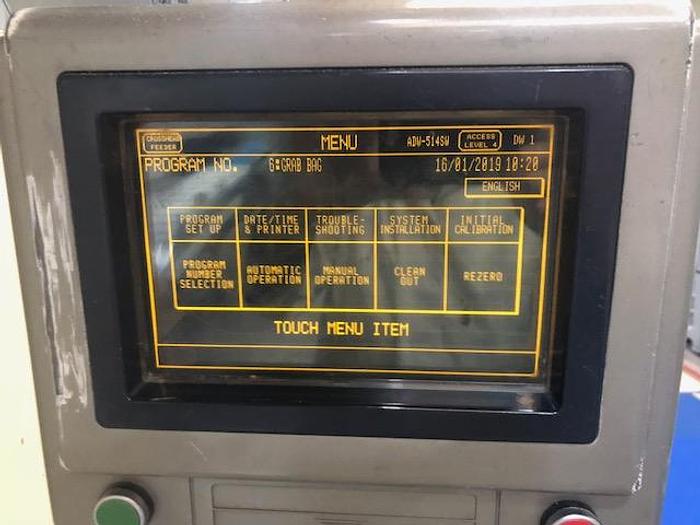 CROSSHEAD FEEDER
MENU
ADW-514SW
ACCESS LEVEL 4
DW 1
PROGRAM NO. 6:GRAB BAG
16/01/2019 10:20
ENGLISH
PROGRAM SET UP
DATE/TIME & PRINTER
TROUBLE-SHOOTING
SYSTEM INSTALLATION
INITIAL CALIBRATION
PROGRAM NUMBER SELECTION
AUTOMATIC OPERATION
MANUAL OPERATION
CLEAN OUT
REZERO
TOUCH MENU ITEM